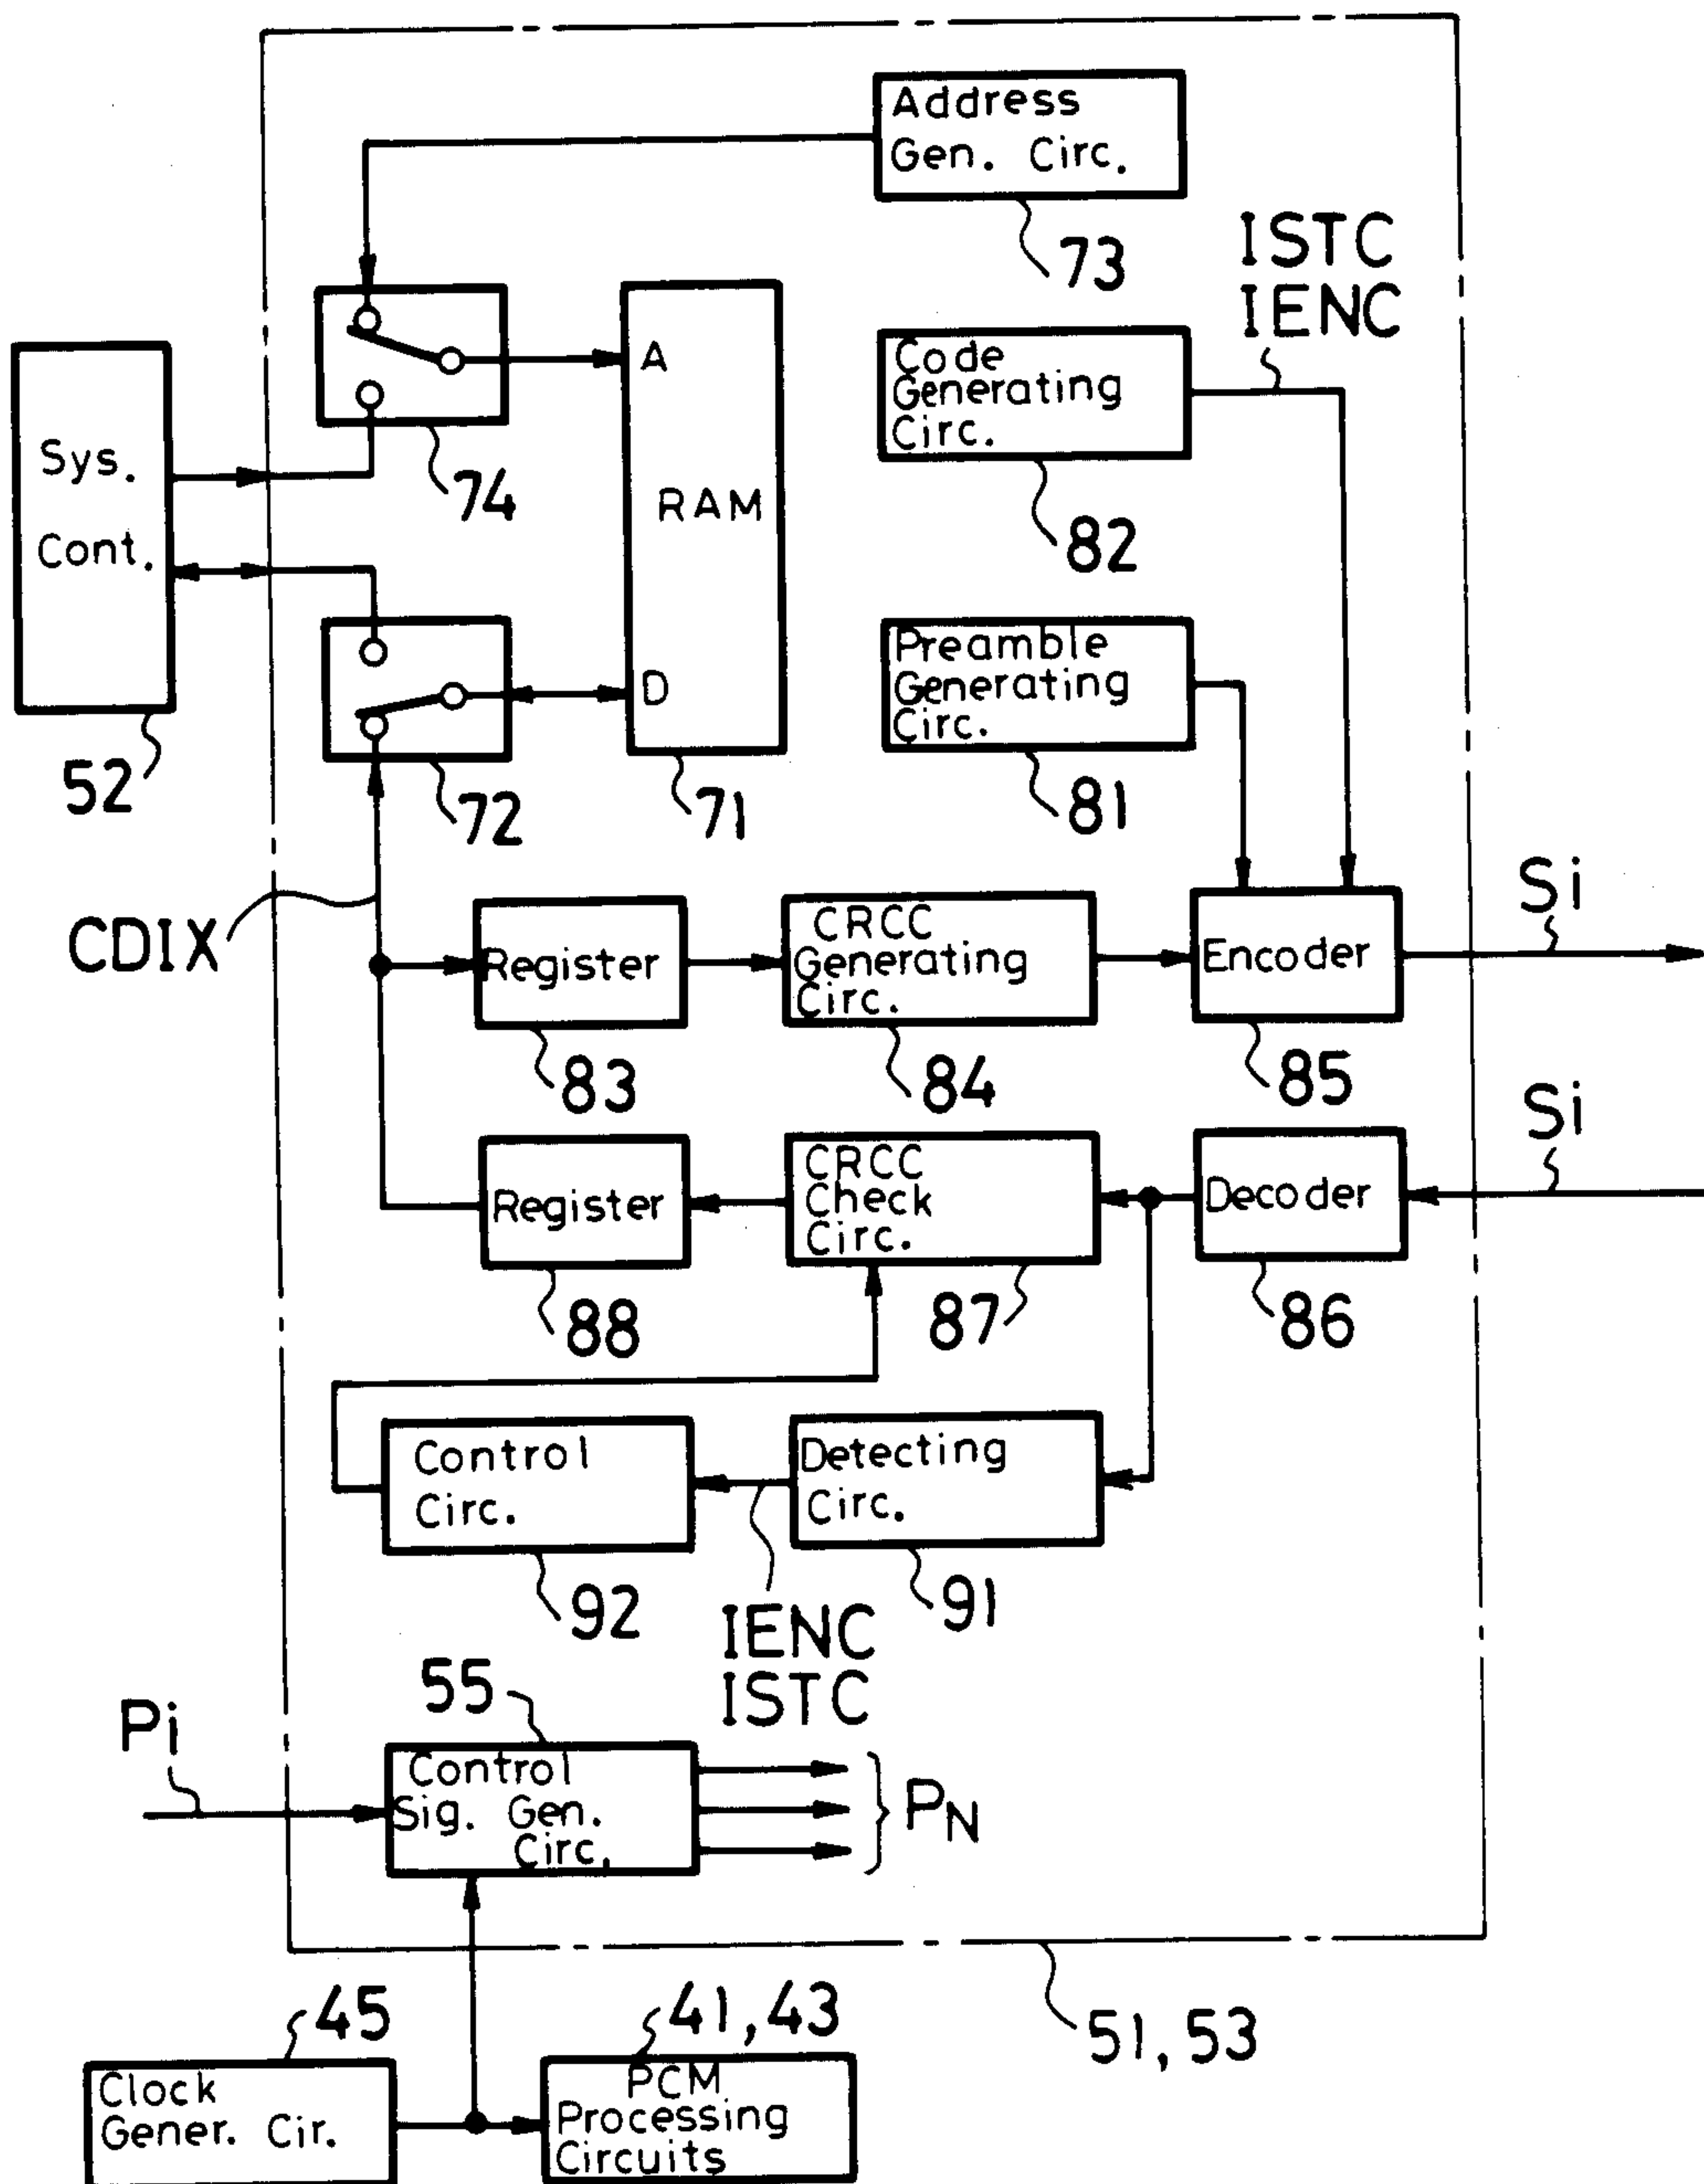 Address
Gen. Circ.
73
ISTC
IENC
Code
Generating
Circ.
82
Sys.
Cont.
52
74
A
RAM
D
71
72
Preamble
Generating
Circ.
81
CDIX
Register
83
CRCC
Generating
Circ.
84
Encoder
85
Si
Register
88
CRCC
Check
Circ.
87
Decoder
86
Si
Control
Circ.
92
Detecting
Circ.
91
IENC
ISTC
55
Pi
Control
Sig. Gen.
Circ.
PN
51, 53
45
Clock
Gener. Cir.
41, 43
PCM
Processing
Circuits